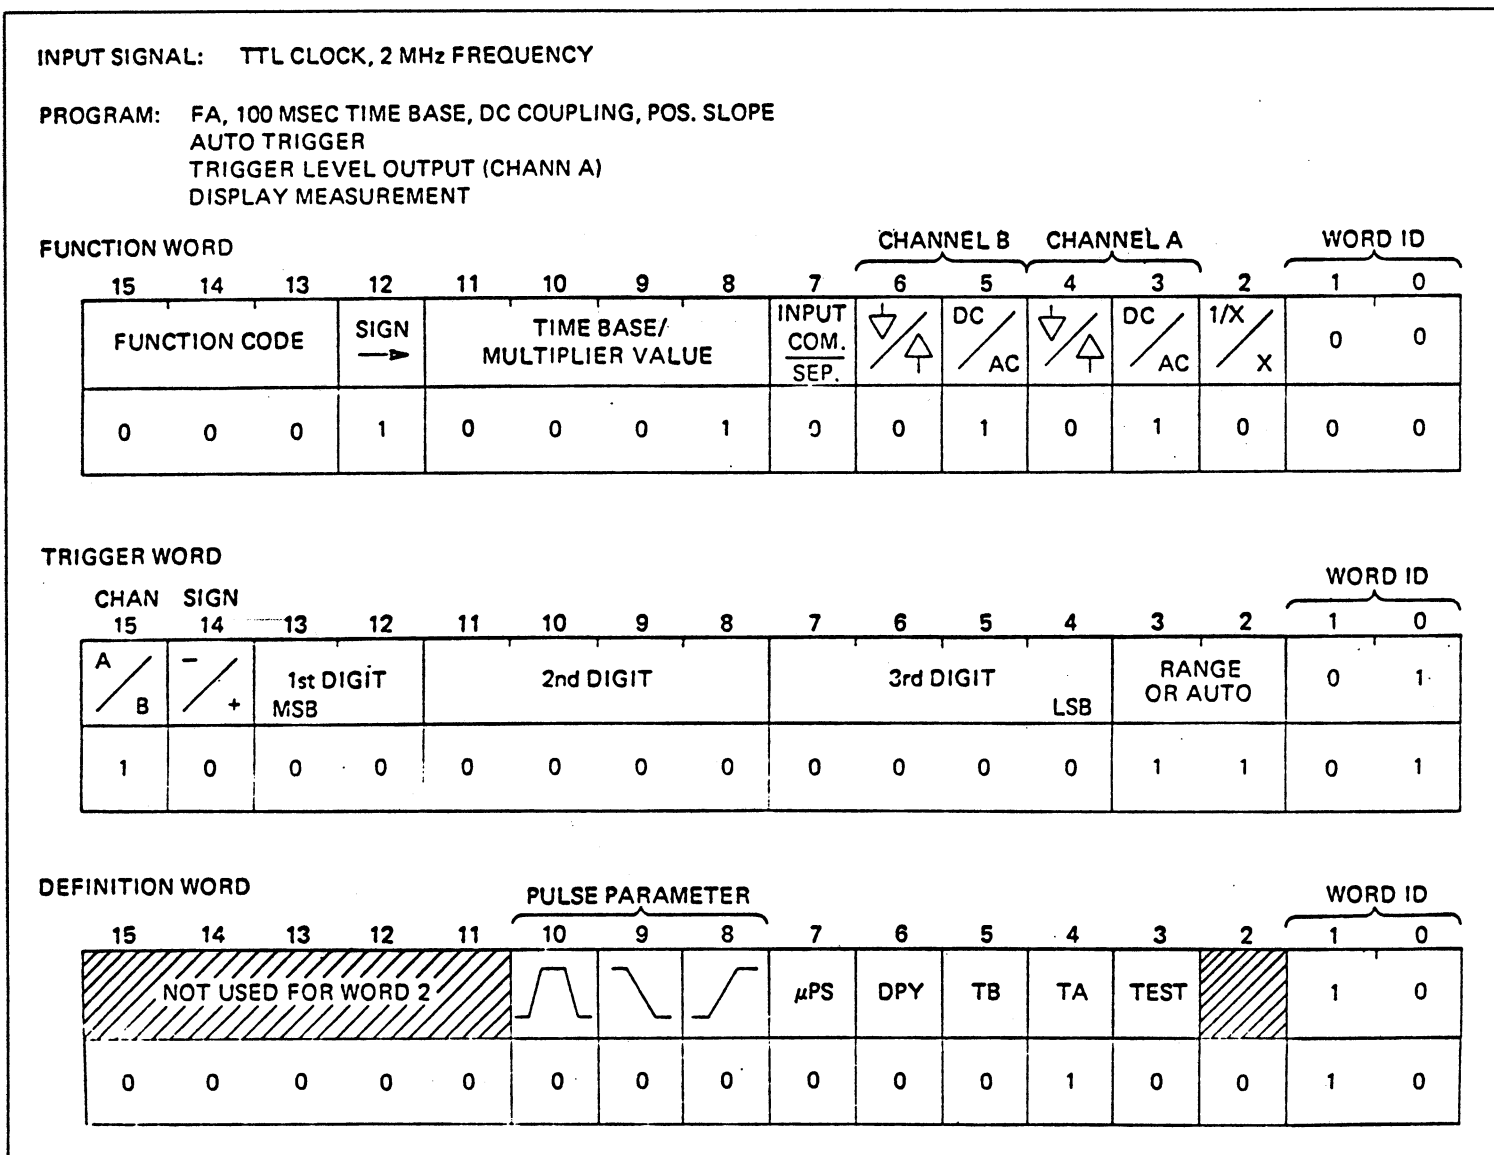 INPUT SIGNAL: TTL CLOCK, 2 MHz FREQUENCY
PROGRAM: FA, 100 MSEC TIME BASE, DC COUPLING, POS. SLOPE
AUTO TRIGGER
TRIGGER LEVEL OUTPUT (CHANN A)
DISPLAY MEASUREMENT
FUNCTION WORD
CHANNEL B CHANNEL A WORD ID
15 14 13 12 11 10 9 8 7 6 5 4 3 2 1 0
FUNCTION CODE SIGN TIME BASE/ MULTIPLIER VALUE INPUT COM. SEP. DC / AC DC / AC 1/X / X 0 0
0 0 0 1 0 0 0 1 0 0 1 0 1 0 0 0
TRIGGER WORD
WORD ID
CHAN SIGN
15 14 13 12 11 10 9 8 7 6 5 4 3 2 1 0
A / B − / + 1st DIGIT MSB 2nd DIGIT 3rd DIGIT LSB RANGE OR AUTO 0 1
1 0 0 0 0 0 0 0 0 0 0 0 1 1 0 1
DEFINITION WORD
PULSE PARAMETER WORD ID
15 14 13 12 11 10 9 8 7 6 5 4 3 2 1 0
NOT USED FOR WORD 2 µPS DPY TB TA TEST 1 0
0 0 0 0 0 0 0 0 0 0 0 1 0 0 1 0